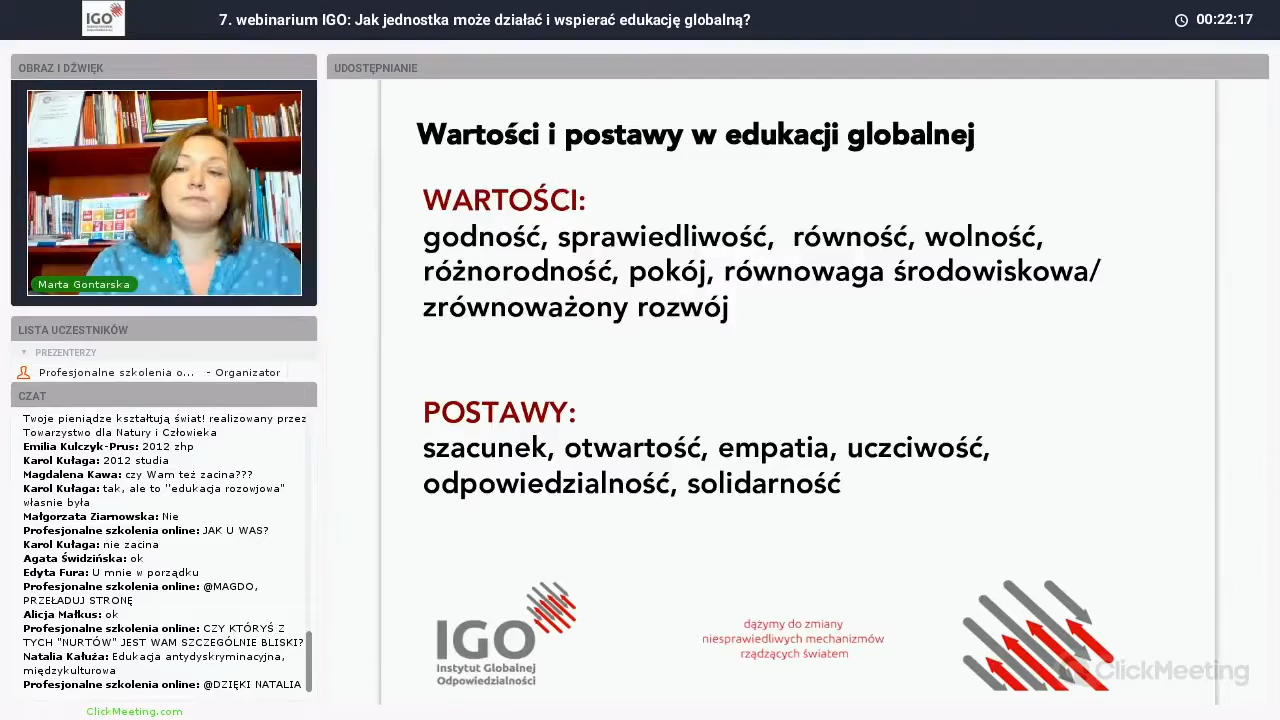 IGO
7. webinarium IGO: Jak jednostka może działać i wspierać edukację globalną?
00:22:17
OBRAZ I DŹWIĘK
Marta Gontarska
LISTA UCZESTNIKÓW
PREZENTERZY
Profesjonalne szkolenia o... - Organizator
CZAT
Twoje pieniądze kształtują świat! realizowany przez
Towarzystwo dla Natury i Człowieka
Emilia Kulczyk-Prus: 2012 zhp
Karol Kułaga: 2012 studia
Magdalena Kawa: czy Wam też zacina???
Karol Kułaga: tak, ale to "edukacja rozowjowa"
własnie była
Małgorzata Ziarnowska: Nie
Profesjonalne szkolenia online: JAK U WAS?
Karol Kułaga: nie zacina
Agata Świdzińska: ok
Edyta Fura: U mnie w porządku
Profesjonalne szkolenia online: @MAGDO,
PRZEŁADUJ STRONĘ
Alicja Małkus: ok
Profesjonalne szkolenia online: CZY KTÓRYŚ Z
TYCH "NURTÓW" JEST WAM SZCZEGÓLNIE BLISKI?
Natalia Kałuża: Edukacja antydyskryminacyjna,
międzykulturowa
Profesjonalne szkolenia online: @DZIĘKI NATALIA
ClickMeeting.com
UDOSTĘPNIANIE
Wartości i postawy w edukacji globalnej
WARTOŚCI:
godność, sprawiedliwość, równość, wolność,
różnorodność, pokój, równowaga środowiskowa/
zrównoważony rozwój
POSTAWY:
szacunek, otwartość, empatia, uczciwość,
odpowiedzialność, solidarność
IGO
Instytut Globalnej
Odpowiedzialności
dążymy do zmiany
niesprawiedliwych mechanizmów
rządzących światem
ClickMeeting